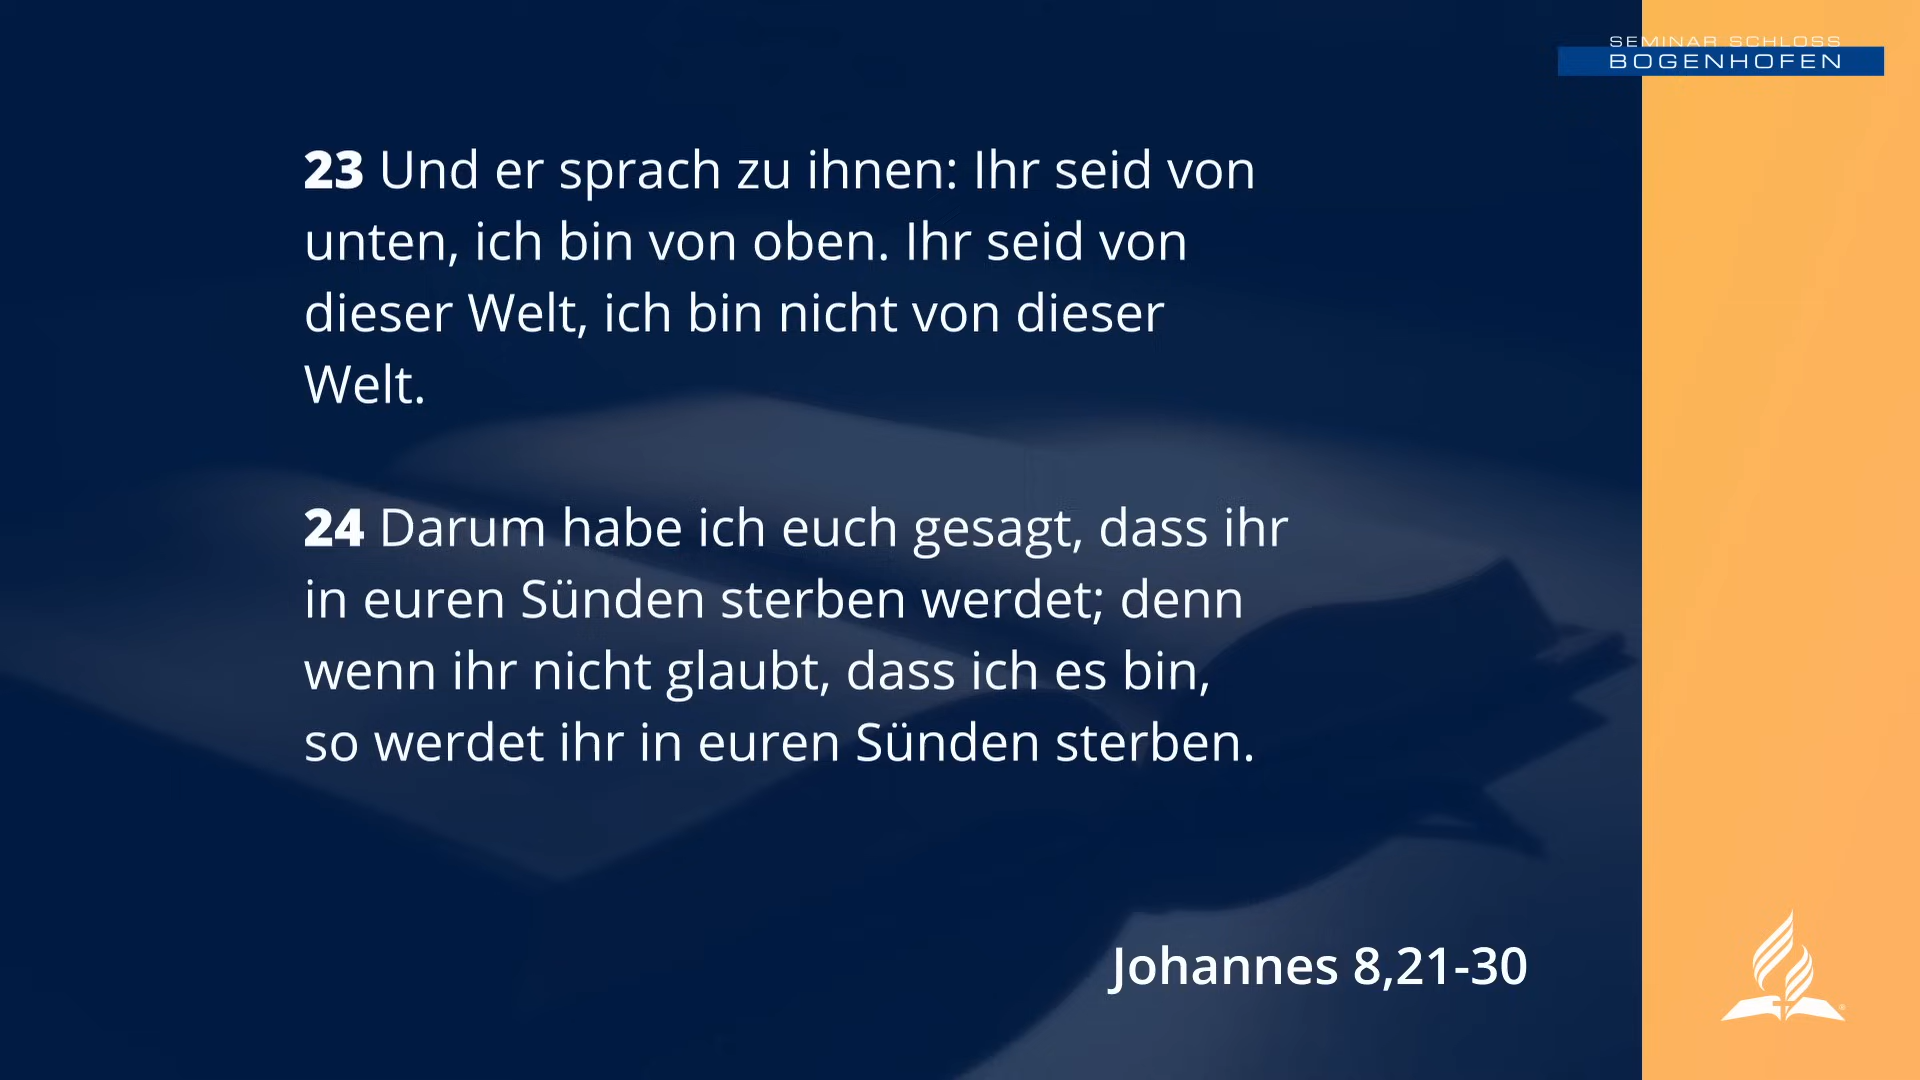 SEMINAR SCHLOSS
BOGENHOFEN
23 Und er sprach zu ihnen: Ihr seid von
unten, ich bin von oben. Ihr seid von
dieser Welt, ich bin nicht von dieser
Welt.
24 Darum habe ich euch gesagt, dass ihr
in euren Sünden sterben werdet; denn
wenn ihr nicht glaubt, dass ich es bin,
so werdet ihr in euren Sünden sterben.
Johannes 8,21-30